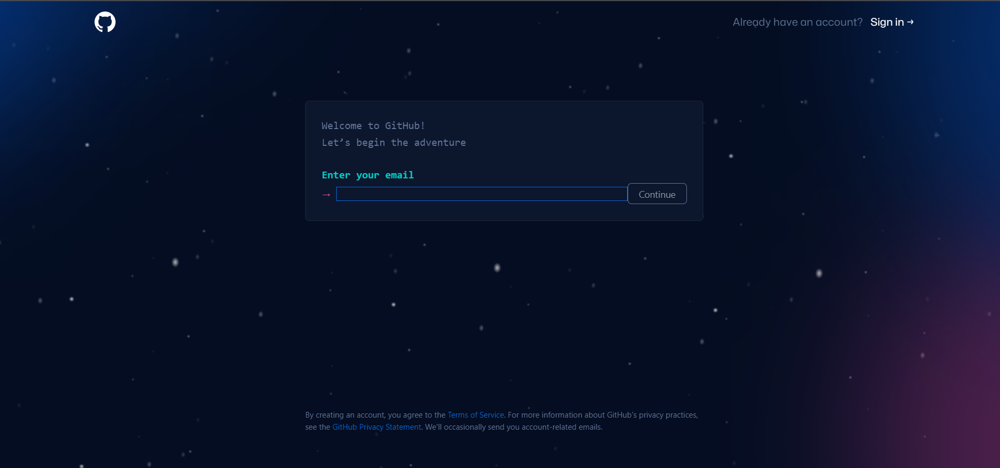 Already have an account? Sign in →
Welcome to GitHub!
Let’s begin the adventure
Enter your email
→ Continue
By creating an account, you agree to the Terms of Service. For more information about GitHub's privacy practices,
see the GitHub Privacy Statement. We'll occasionally send you account-related emails.